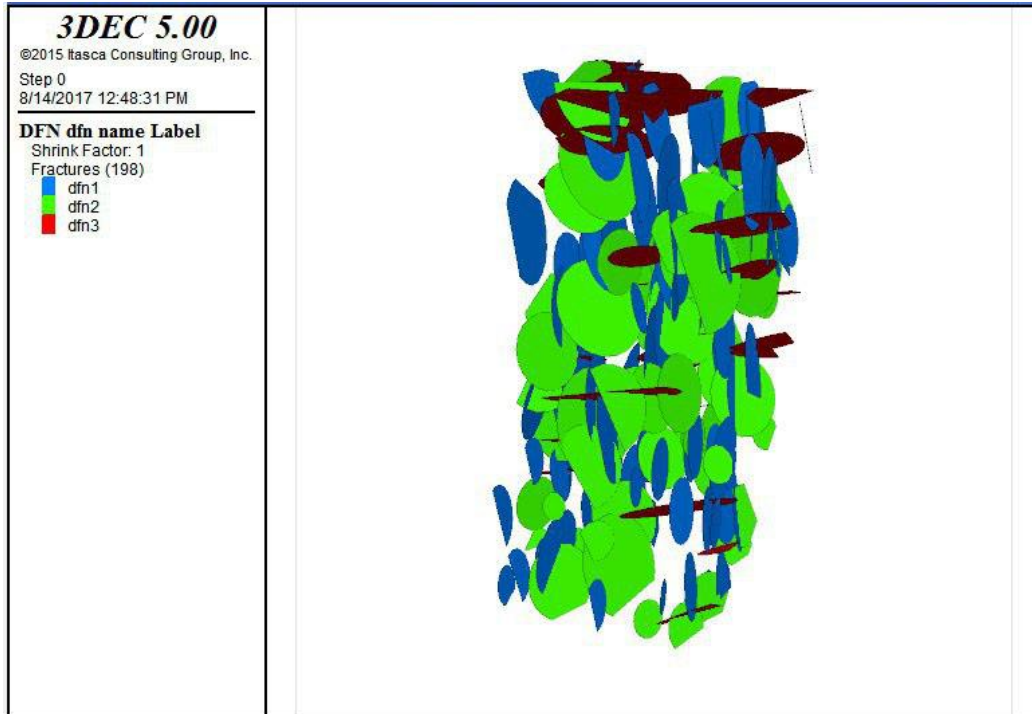 3DEC 5.00
©2015 Itasca Consulting Group, Inc.
Step 0
8/14/2017 12:48:31 PM
DFN dfn name Label
Shrink Factor: 1
Fractures (198)
dfn1
dfn2
dfn3